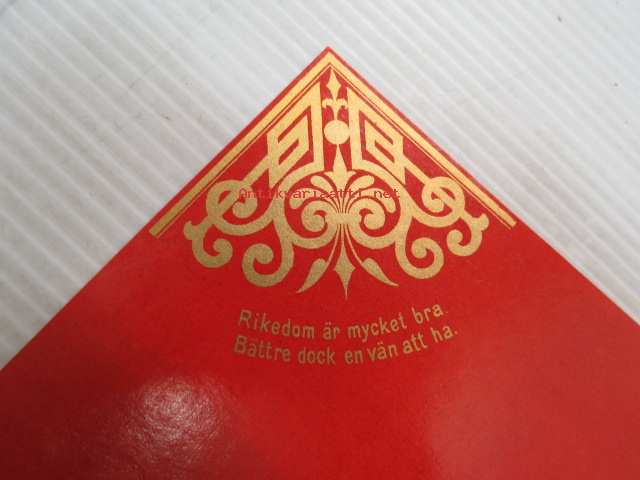 Antikvariaatti.net
Rikedom är mycket bra.
Bättre dock en vän att ha.